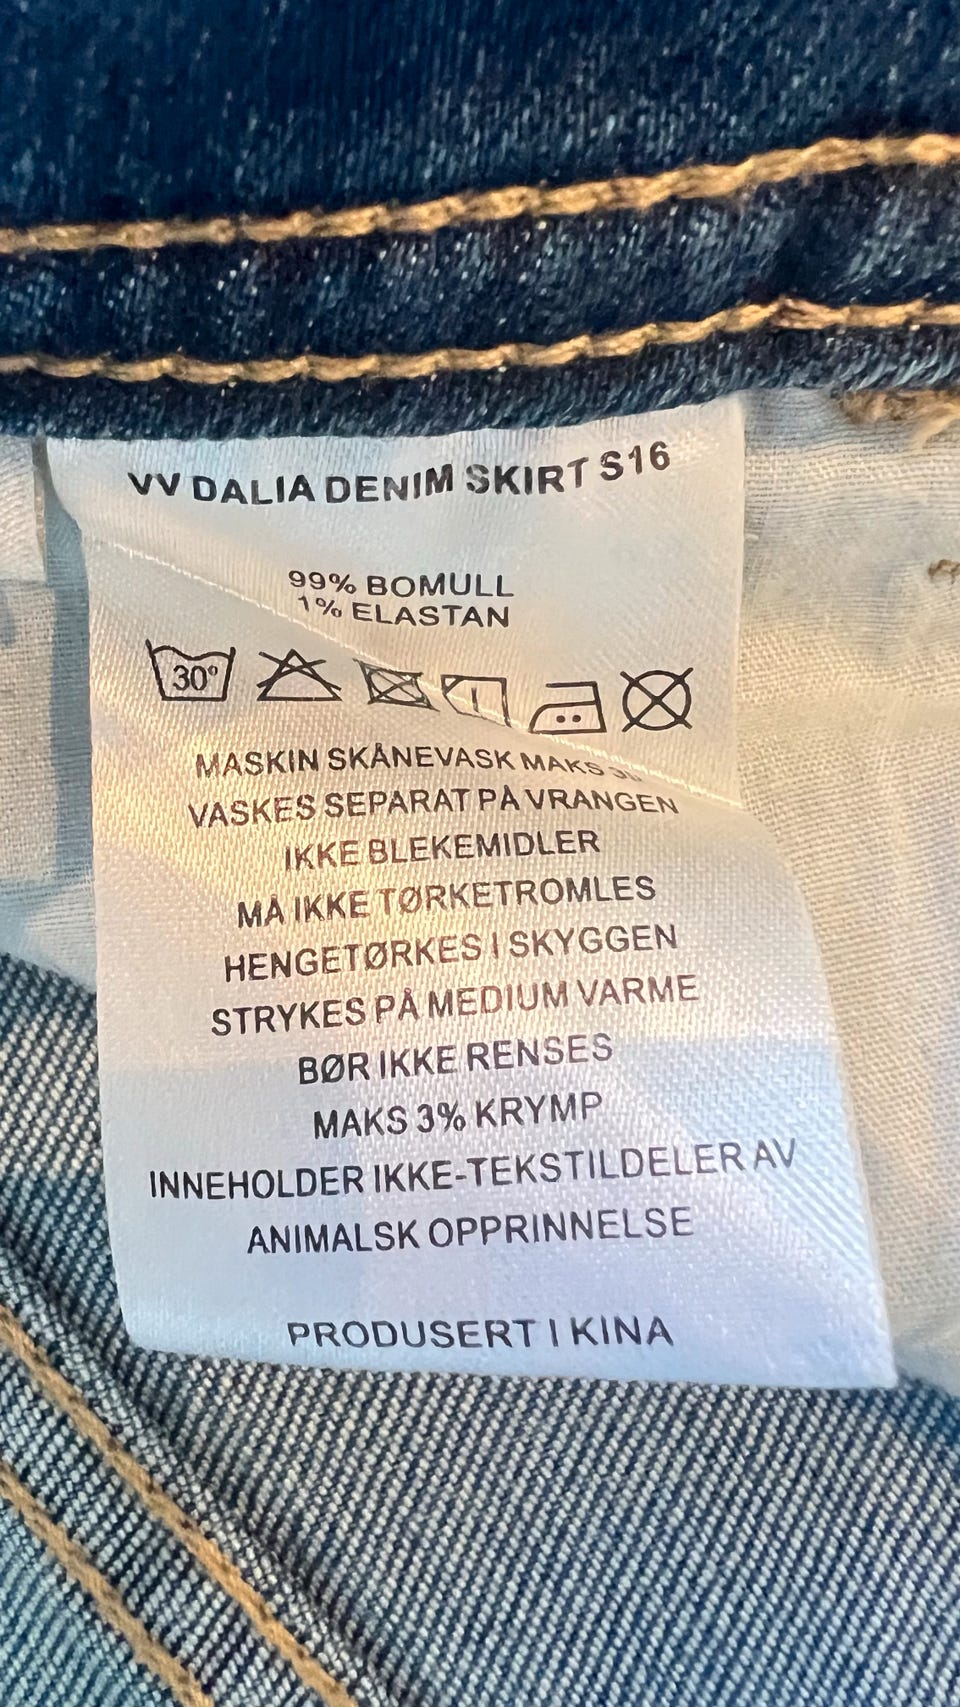 VV DALIA DENIM SKIRT S16
99% BOMULL
1% ELASTAN
30°
MASKIN SKÅNEVASK MAKS
VASKES SEPARAT PÅ VRANGEN
IKKE BLEKEMIDLER
MÅ IKKE TØRKETROMLES
HENGETØRKES I SKYGGEN
STRYKES PÅ MEDIUM VARME
BØR IKKE RENSES
MAKS 3% KRYMP
INNEHOLDER IKKE-TEKSTILDELER AV
ANIMALSK OPPRINNELSE
PRODUSERT I KINA